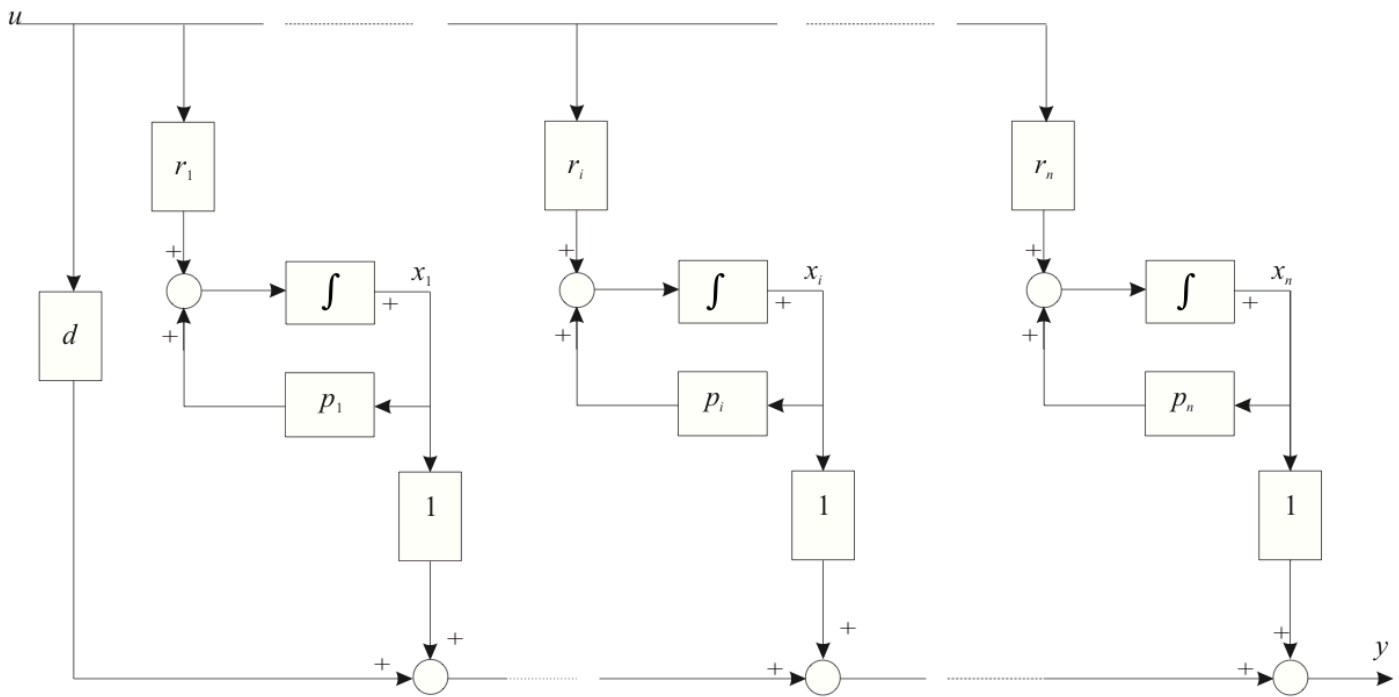 u
r₁ rᵢ rₙ
+ + +
∫ x₁ ∫ xᵢ ∫ xₙ
+ + +
+ + +
d
p₁ pᵢ pₙ
1 1 1
+ + +
+ + + y